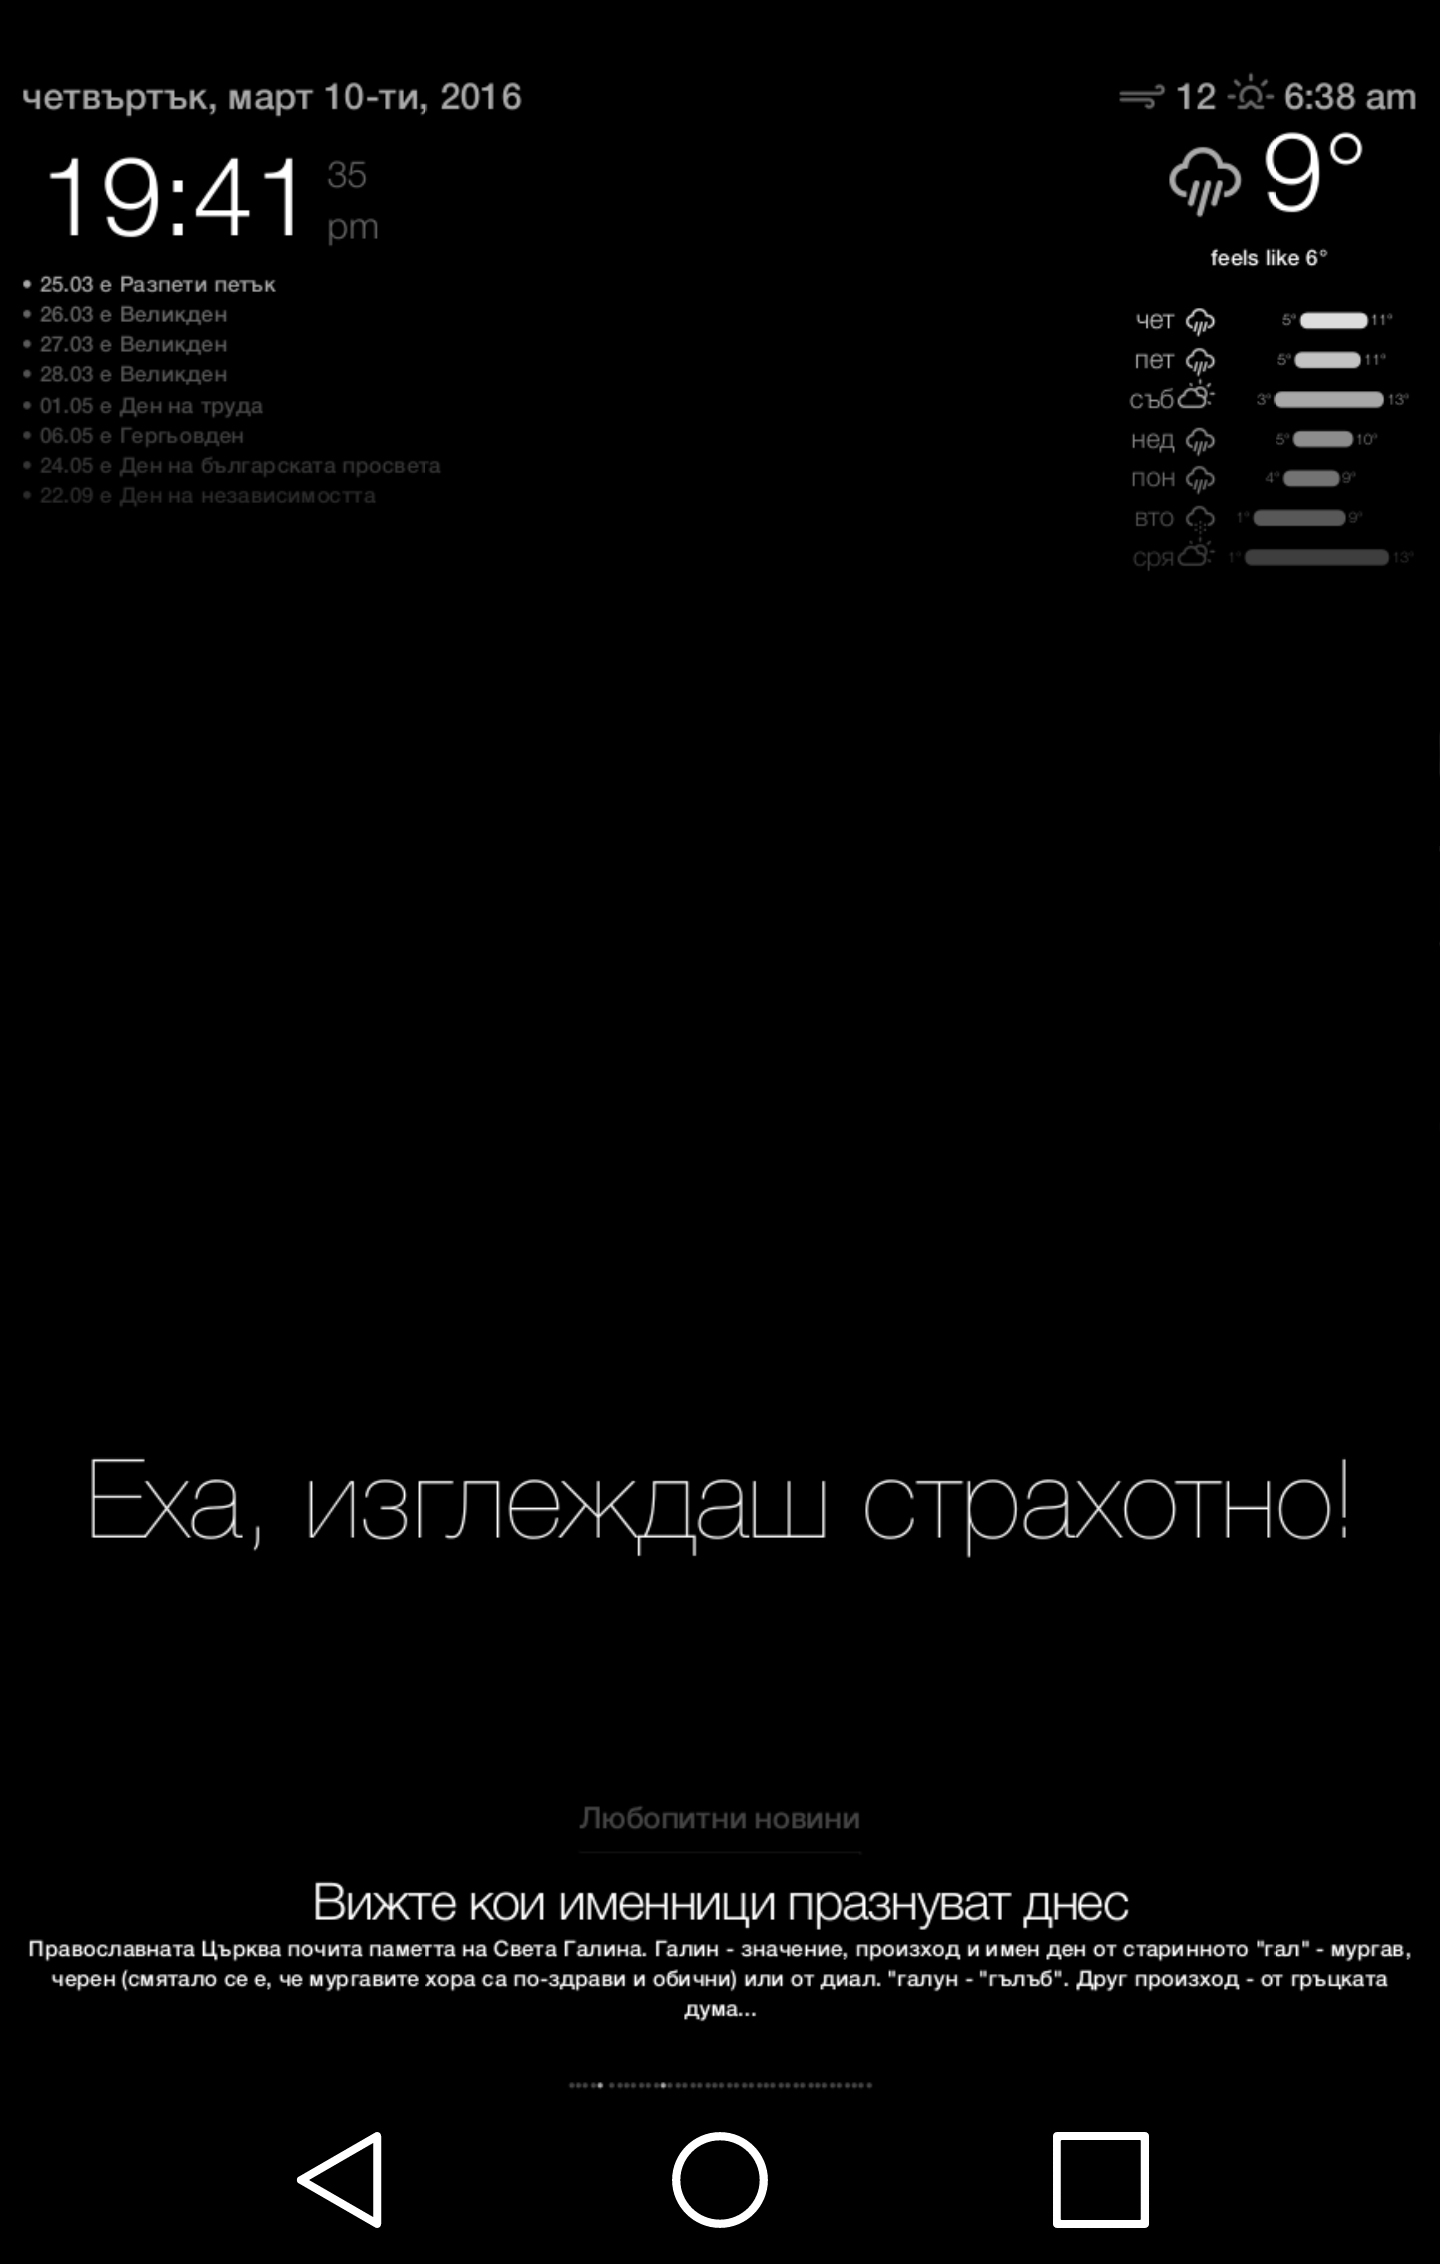 четвъртък, март 10-ти, 2016
12 6:38 am
19:41 35 pm
9°
feels like 6°
• 25.03 е Разпети петък
• 26.03 е Великден
• 27.03 е Великден
• 28.03 е Великден
• 01.05 е Ден на труда
• 06.05 е Гергьовден
• 24.05 е Ден на българската просвета
• 22.09 е Ден на независимостта
чет 5° 11°
пет 5° 11°
съб 3° 13°
нед 5° 10°
пон 4° 9°
вто 1° 9°
сря 1° 13°
Еха, изглеждаш страхотно!
Любопитни новини
Вижте кои именници празнуват днес
Православната Църква почита паметта на Света Галина. Галин - значение, произход и имен ден от старинното "гал" - мургав,
черен (смятало се е, че мургавите хора са по-здрави и обични) или от диал. "галун - "гълъб". Друг произход - от гръцката
дума...